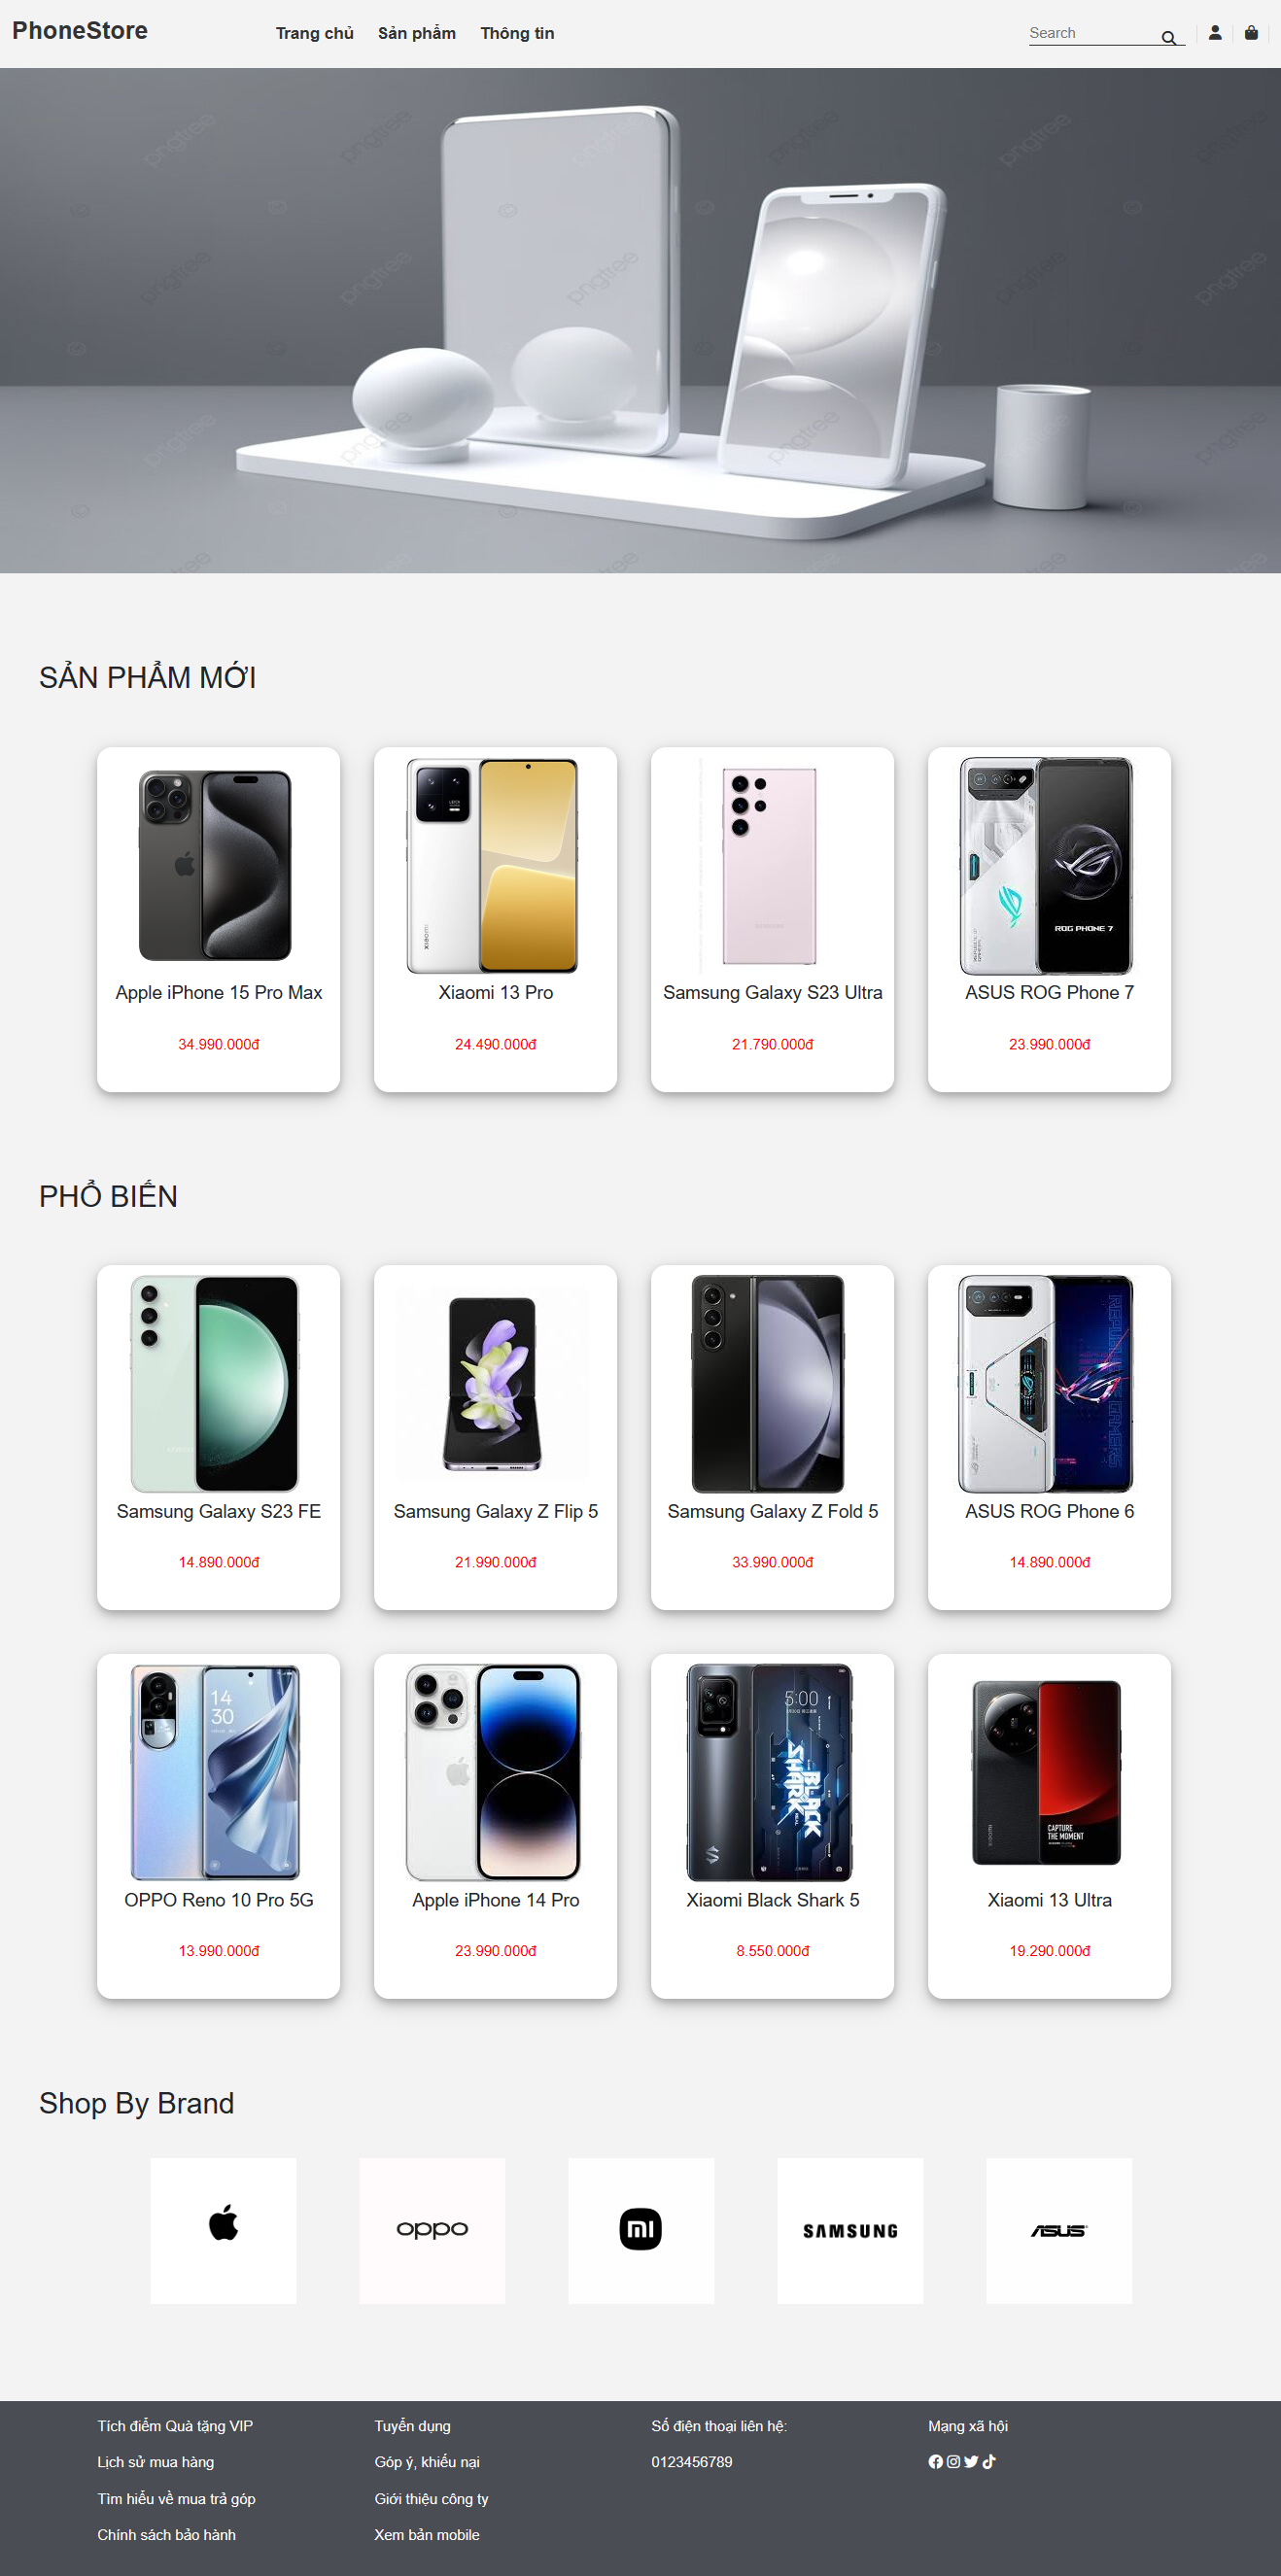 PhoneStore
Trang chủ Sản phẩm Thông tin
Search
pngtree
SẢN PHẨM MỚI
ROG PHONE 7
Apple iPhone 15 Pro Max
34.990.000đ
Xiaomi 13 Pro
24.490.000đ
Samsung Galaxy S23 Ultra
21.790.000đ
ASUS ROG Phone 7
23.990.000đ
PHỔ BIẾN
Samsung Galaxy S23 FE
14.890.000đ
Samsung Galaxy Z Flip 5
21.990.000đ
Samsung Galaxy Z Fold 5
33.990.000đ
ASUS ROG Phone 6
14.890.000đ
14
30
5:00
BLACK
SHARK
CAPTURE
THE MOMENT
OPPO Reno 10 Pro 5G
13.990.000đ
Apple iPhone 14 Pro
23.990.000đ
Xiaomi Black Shark 5
8.550.000đ
Xiaomi 13 Ultra
19.290.000đ
Shop By Brand
oppo
mi
SAMSUNG
ASUS
Tích điểm Quà tặng VIP
Lịch sử mua hàng
Tìm hiểu về mua trả góp
Chính sách bảo hành
Tuyển dụng
Góp ý, khiếu nại
Giới thiệu công ty
Xem bản mobile
Số điện thoại liên hệ:
0123456789
Mạng xã hội